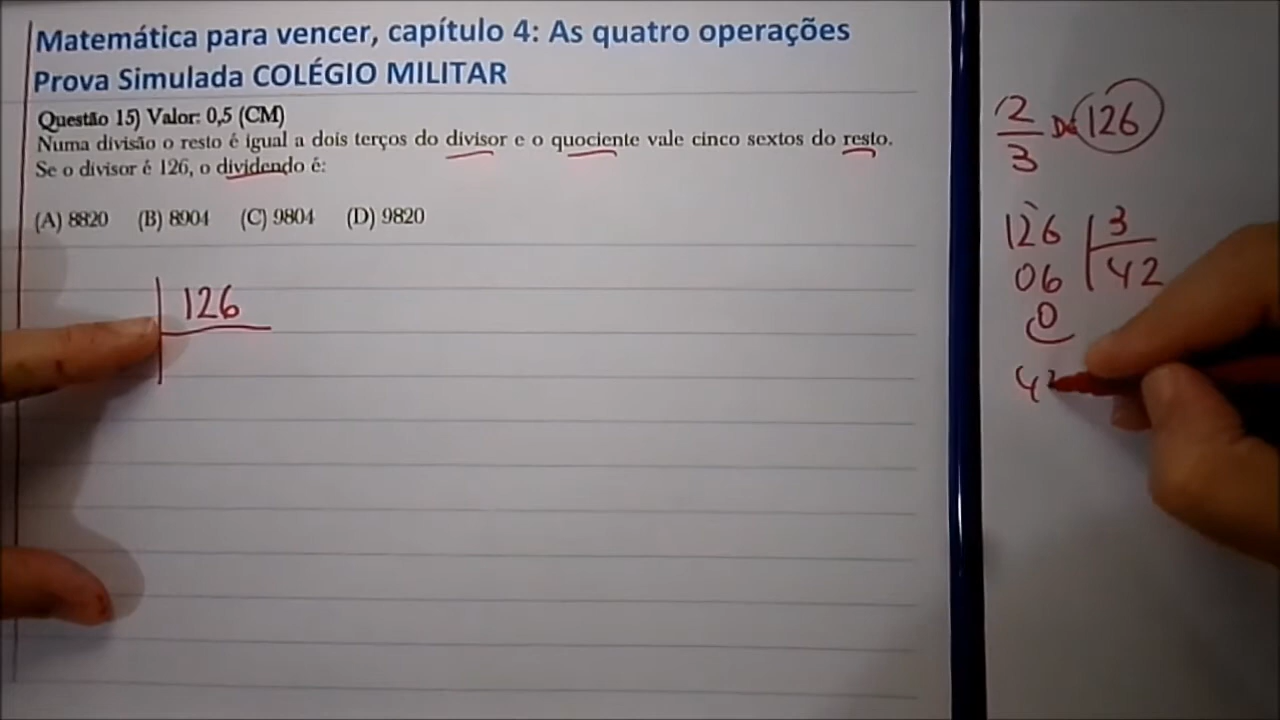 Matemática para vencer, capítulo 4: As quatro operações
Prova Simulada COLÉGIO MILITAR
Questão 15) Valor: 0,5 (CM)
Numa divisão o resto é igual a dois terços do divisor e o quociente vale cinco sextos do resto.
Se o divisor é 126, o dividendo é:
(A) 8820 (B) 8904 (C) 9804 (D) 9820
126
2
3
De 126
126 3
06 42
0
42